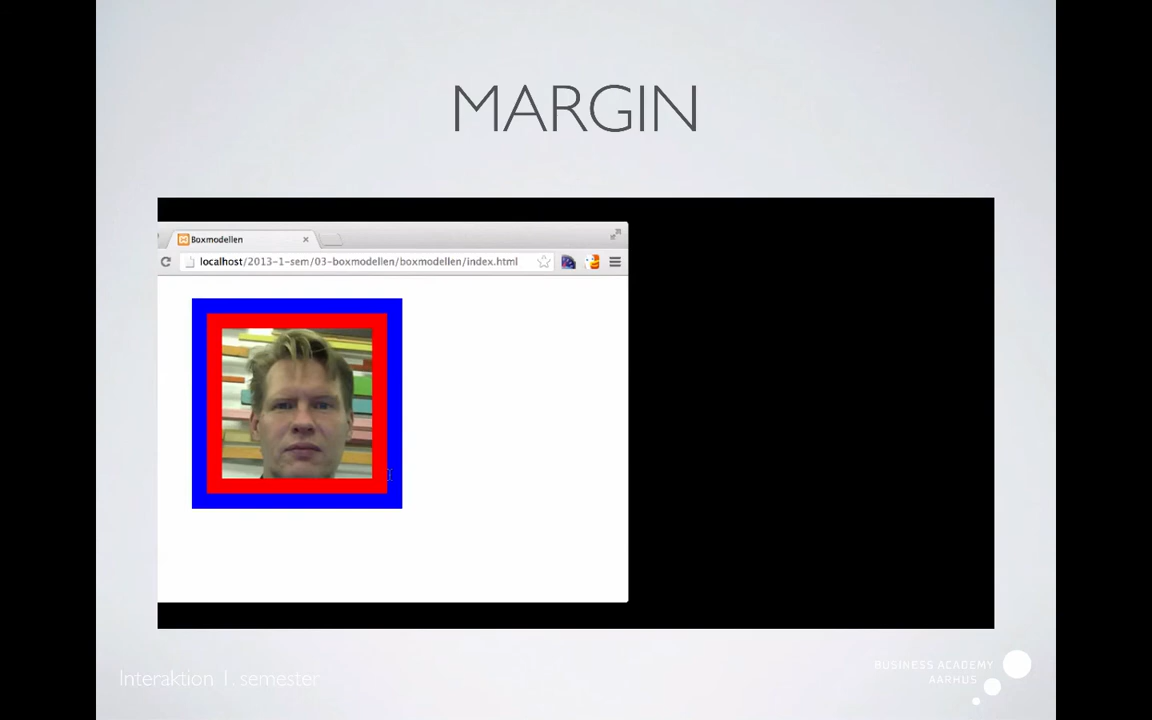 MARGIN
Boxmodellen
localhost/2013-1-sem/03-boxmodellen/boxmodellen/index.html
Interaktion 1. semester
BUSINESS ACADEMY
AARHUS